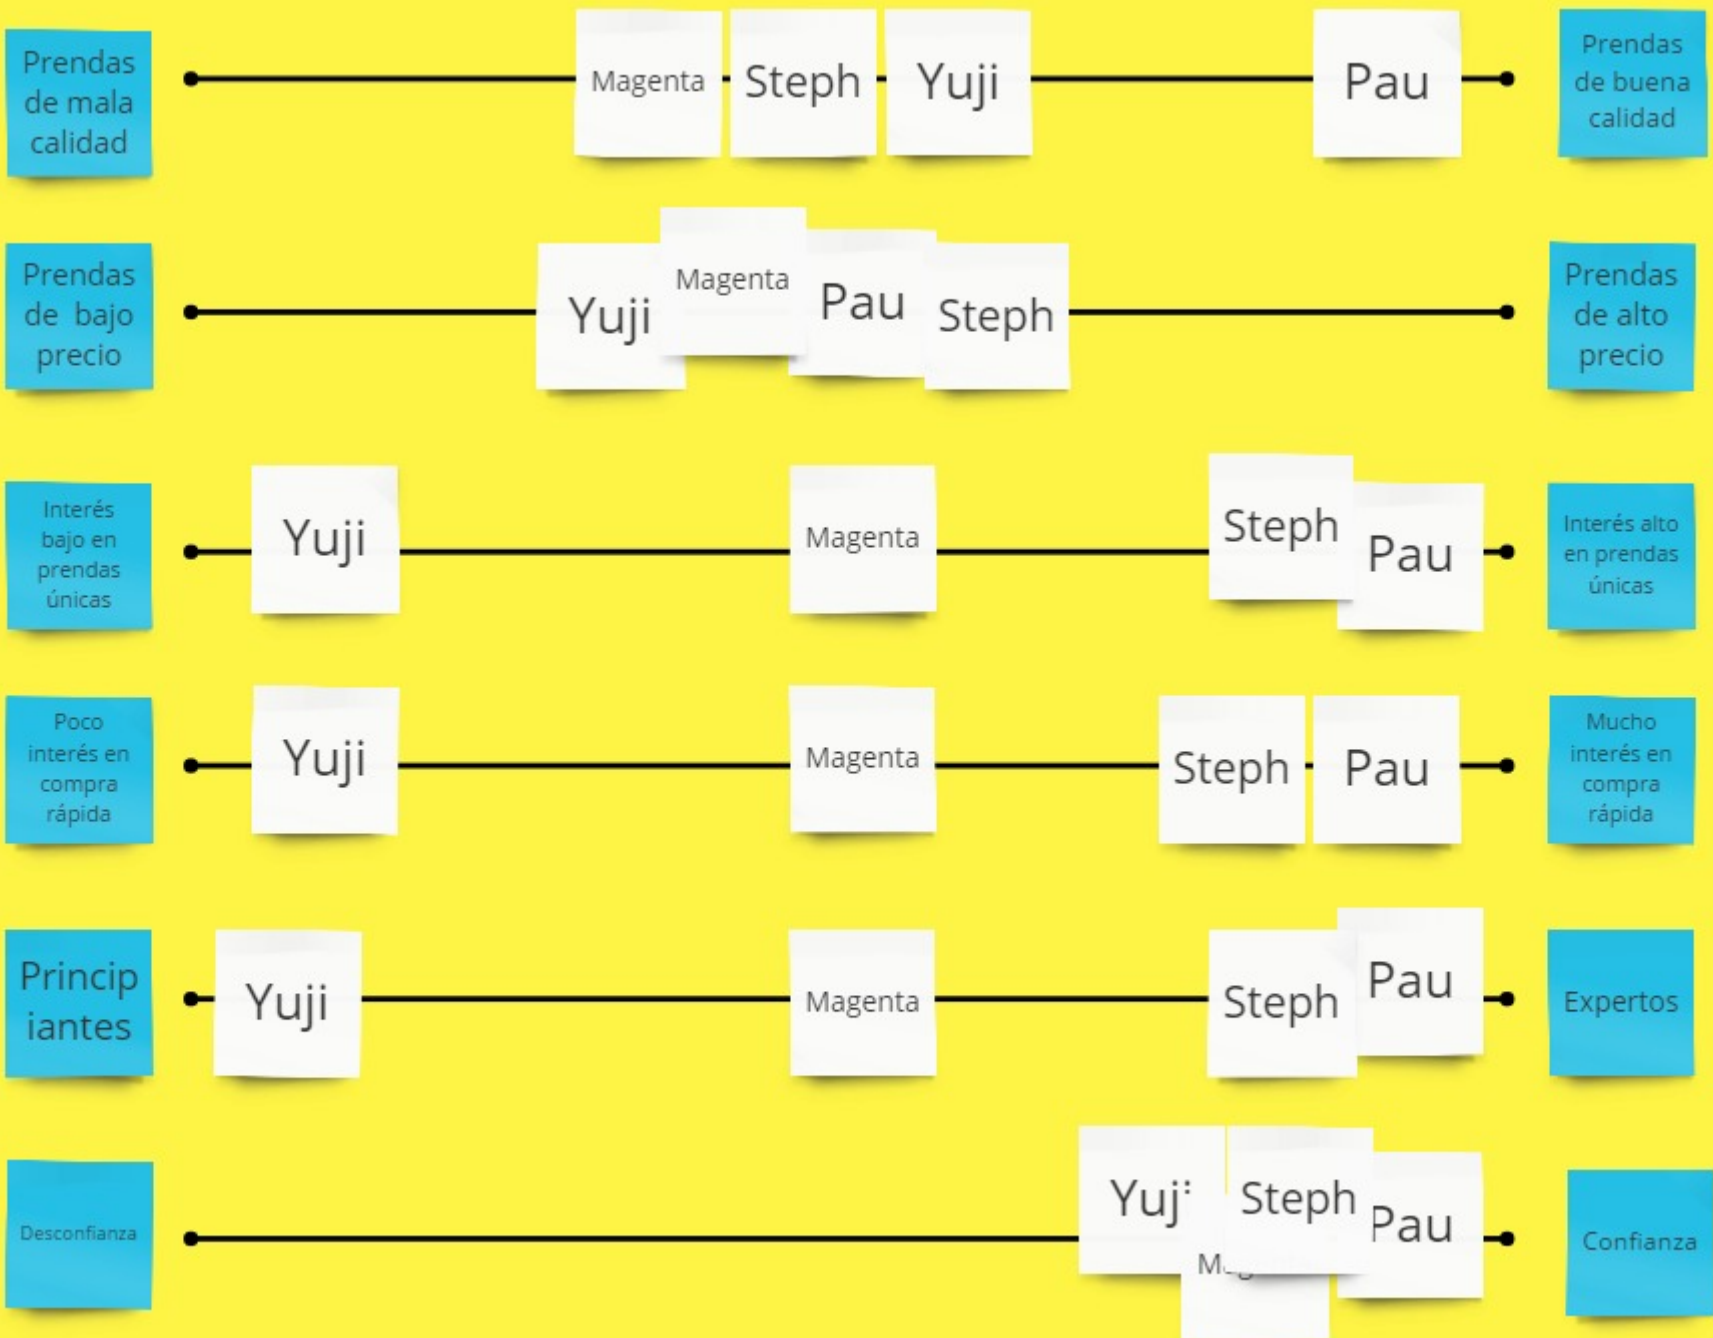 Prendas
de mala
calidad
Magenta
Steph
Yuji
Pau
Prendas
de buena
calidad
Prendas
de bajo
precio
Yuji
Magenta
Pau
Steph
Prendas
de alto
precio
Interés
bajo en
prendas
únicas
Yuji
Magenta
Steph
Pau
Interés alto
en prendas
únicas
Poco
interés en
compra
rápida
Yuji
Magenta
Steph
Pau
Mucho
interés en
compra
rápida
Princip
iantes
Yuji
Magenta
Steph
Pau
Expertos
Desconfianza
Yuji
Steph
Pau
Confianza